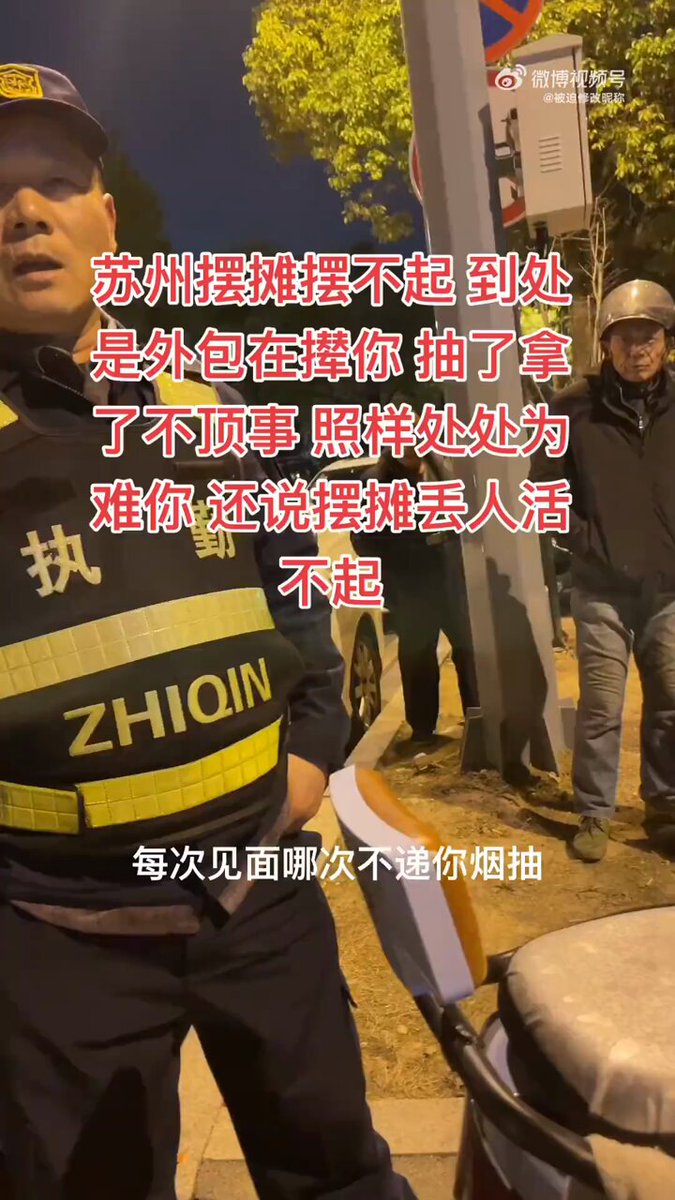 微博视频号
@被迫修改昵称
苏州摆摊摆不起 到处
是外包在撵你 抽了拿
了不顶事 照样处处为
难你 还说摆摊丢人活
不起
执 勤
ZHIQIN
每次见面哪次不递你烟抽